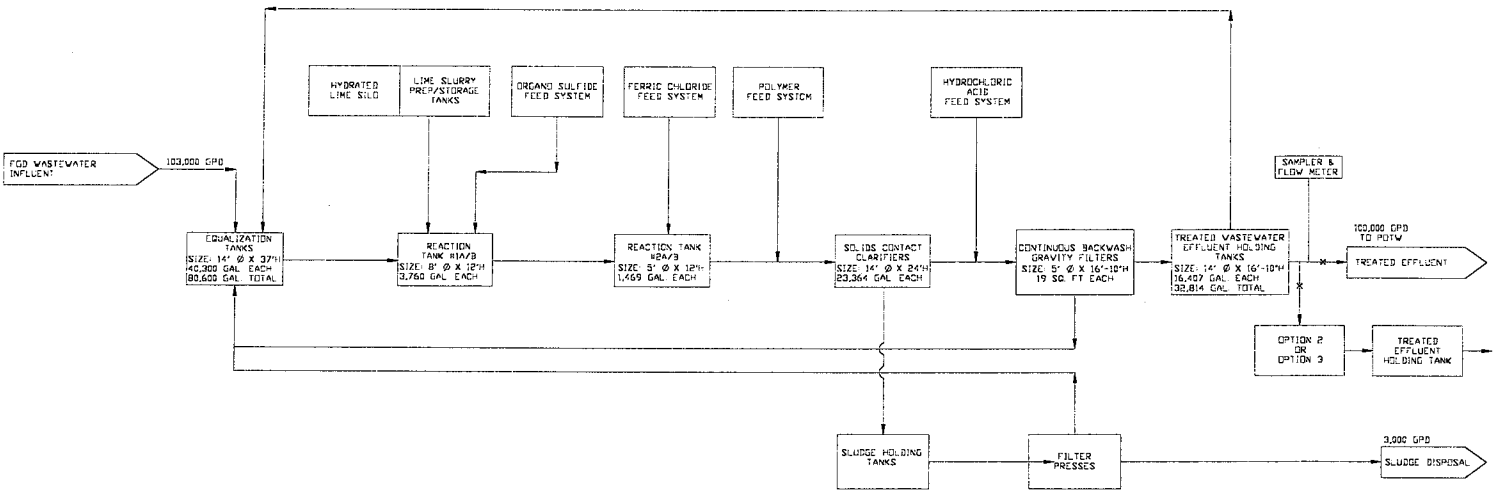 HYDRATED
LIME SILO
LIME SLURRY
PREP/STORAGE
TANKS
ORGANO SULFIDE
FEED SYSTEM
FERRIC CHLORIDE
FEED SYSTEM
POLYMER
FEED SYSTEM
HYDROCHLORIC
ACID
FEED SYSTEM
FGD WASTEWATER
INFLUENT
103,000 GPD
SAMPLER &
FLOW METER
EQUALIZATION
TANKS
SIZE: 14' Ø X 37'H
40,300 GAL EACH
80,600 GAL TOTAL
REACTION
TANK #1A/B
SIZE: 8' Ø X 12'H
3,760 GAL EACH
REACTION TANK
#2A/B
SIZE: 5' Ø X 12'H
1,469 GAL. EACH
SOLIDS CONTACT
CLARIFIERS
SIZE: 14' Ø X 24'H
23,364 GAL EACH
CONTINUOUS BACKWASH
GRAVITY FILTERS
SIZE: 5' Ø X 16'-10"H
19 SQ. FT EACH
TREATED WASTEWATER
EFFLUENT HOLDING
TANKS
SIZE: 14' Ø X 16'-10"H
16,407 GAL. EACH
32,814 GAL. TOTAL
100,000 GPD
TO POTW
TREATED EFFLUENT
OPTION 2
OR
OPTION 3
TREATED
EFFLUENT
HOLDING TANK
SLUDGE HOLDING
TANKS
FILTER
PRESSES
3,000 GPD
SLUDGE DISPOSAL